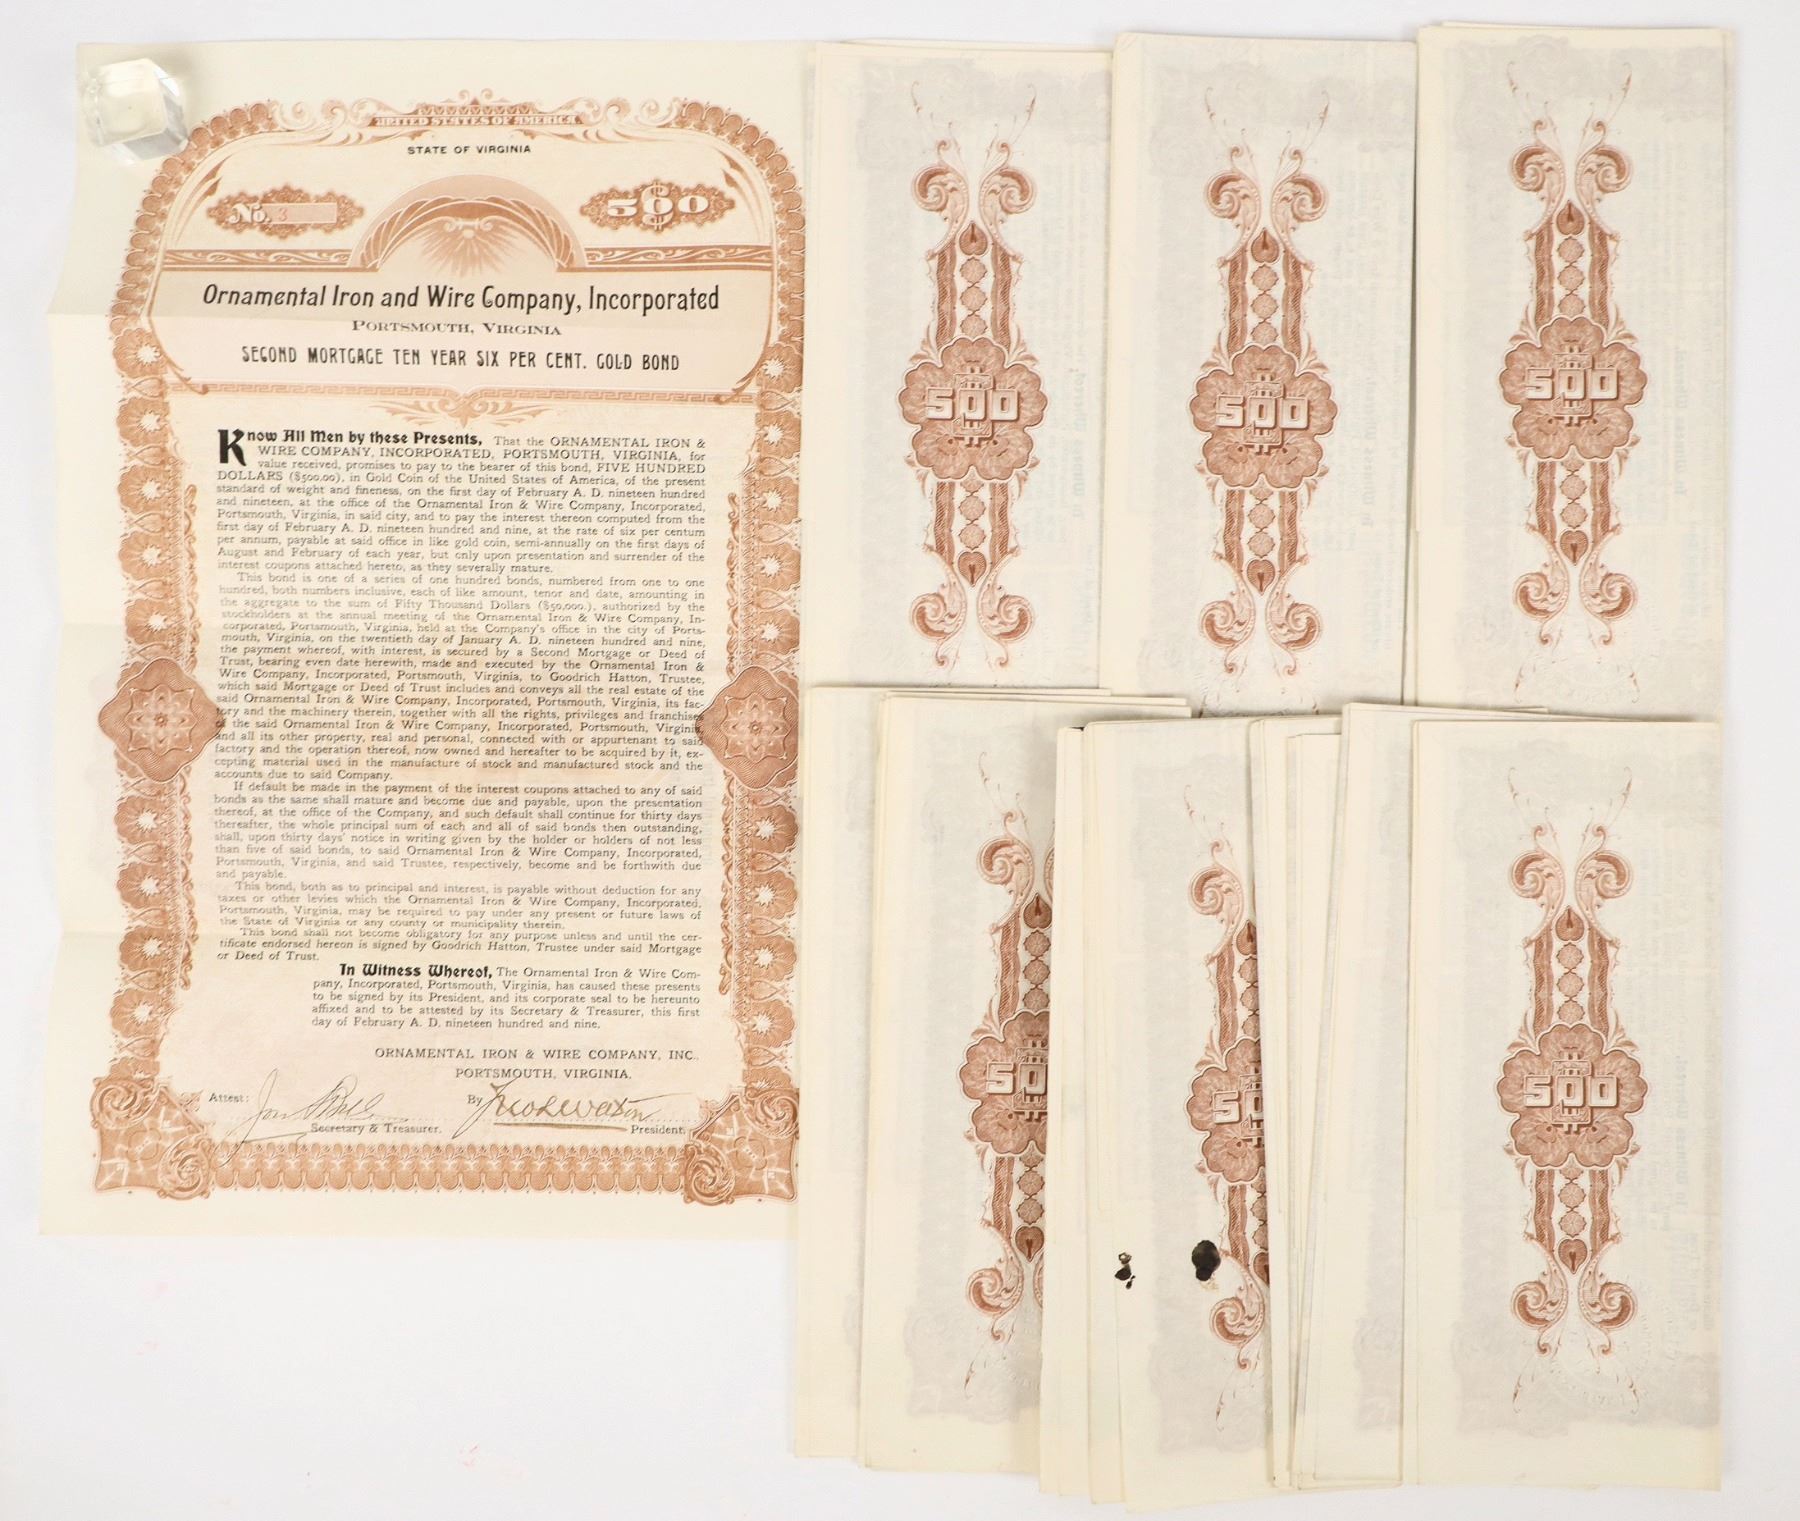 UNITED STATES OF AMERICA
STATE OF VIRGINIA
No. 3
$500
Ornamental Iron and Wire Company, Incorporated
PORTSMOUTH, VIRGINIA
SECOND MORTGAGE TEN YEAR SIX PER CENT. GOLD BOND
Know All Men by these Presents, That the ORNAMENTAL IRON &
WIRE COMPANY, INCORPORATED, PORTSMOUTH, VIRGINIA, for
value received, promises to pay to the bearer of this bond, FIVE HUNDRED
DOLLARS ($500.00), in Gold Coin of the United States of America, of the present
standard of weight and fineness, on the first day of February A. D. nineteen hundred
and nineteen, at the office of the Ornamental Iron & Wire Company, Incorporated,
Portsmouth, Virginia, in said city, and to pay the interest thereon computed from the
first day of February A. D. nineteen hundred and nine, at the rate of six per centum
per annum, payable at said office in like gold coin, semi-annually on the first days of
August and February of each year, but only upon presentation and surrender of the
interest coupons attached hereto, as they severally mature.
This bond is one of a series of one hundred bonds, numbered from one to one
hundred, both numbers inclusive, each of like amount, tenor and date, amounting in
the aggregate to the sum of Fifty Thousand Dollars ($50,000.), authorized by the
stockholders at the annual meeting of the Ornamental Iron & Wire Company, In-
corporated, Portsmouth, Virginia, held at the Company's office in the city of Ports-
mouth, Virginia, on the twentieth day of January A. D. nineteen hundred and nine,
the payment whereof, with interest, is secured by a Second Mortgage or Deed of
Trust, bearing even date herewith, made and executed by the Ornamental Iron &
Wire Company, Incorporated, Portsmouth, Virginia, to Goodrich Hatton, Trustee,
which said Mortgage or Deed of Trust includes and conveys all the real estate of the
said Ornamental Iron & Wire Company, Incorporated, Portsmouth, Virginia, its fac-
tory and the machinery therein, together with all the rights, privileges and franchises
of the said Ornamental Iron & Wire Company, Incorporated, Portsmouth, Virginia,
and all its other property, real and personal, connected with or appurtenant to said
factory and the operation thereof, now owned and hereafter to be acquired by it, ex-
cepting material used in the manufacture of stock and manufactured stock and the
accounts due to said Company.
If default be made in the payment of the interest coupons attached to any of said
bonds as the same shall mature and become due and payable, upon the presentation
thereof, at the office of the Company, and such default shall continue for thirty days
thereafter, the whole principal sum of each and all of said bonds then outstanding,
shall, upon thirty days' notice in writing given by the holder or holders of not less
than five of said bonds, to said Ornamental Iron & Wire Company, Incorporated,
Portsmouth, Virginia, and said Trustee, respectively, become and be forthwith due
and payable.
This bond, both as to principal and interest, is payable without deduction for any
taxes or other levies which the Ornamental Iron & Wire Company, Incorporated,
Portsmouth, Virginia, may be required to pay under any present or future laws of
the State of Virginia or any county or municipality therein.
This bond shall not become obligatory for any purpose unless and until the cer-
tificate endorsed hereon is signed by Goodrich Hatton, Trustee under said Mortgage
or Deed of Trust.
In Witness Whereof, The Ornamental Iron & Wire Com-
pany, Incorporated, Portsmouth, Virginia, has caused these presents
to be signed by its President, and its corporate seal to be hereunto
affixed and to be attested by its Secretary & Treasurer, this first
day of February A. D. nineteen hundred and nine.
ORNAMENTAL IRON & WIRE COMPANY, INC.,
PORTSMOUTH, VIRGINIA.
Attest:
By
Secretary & Treasurer.
President.
500
500
500
50
50
500